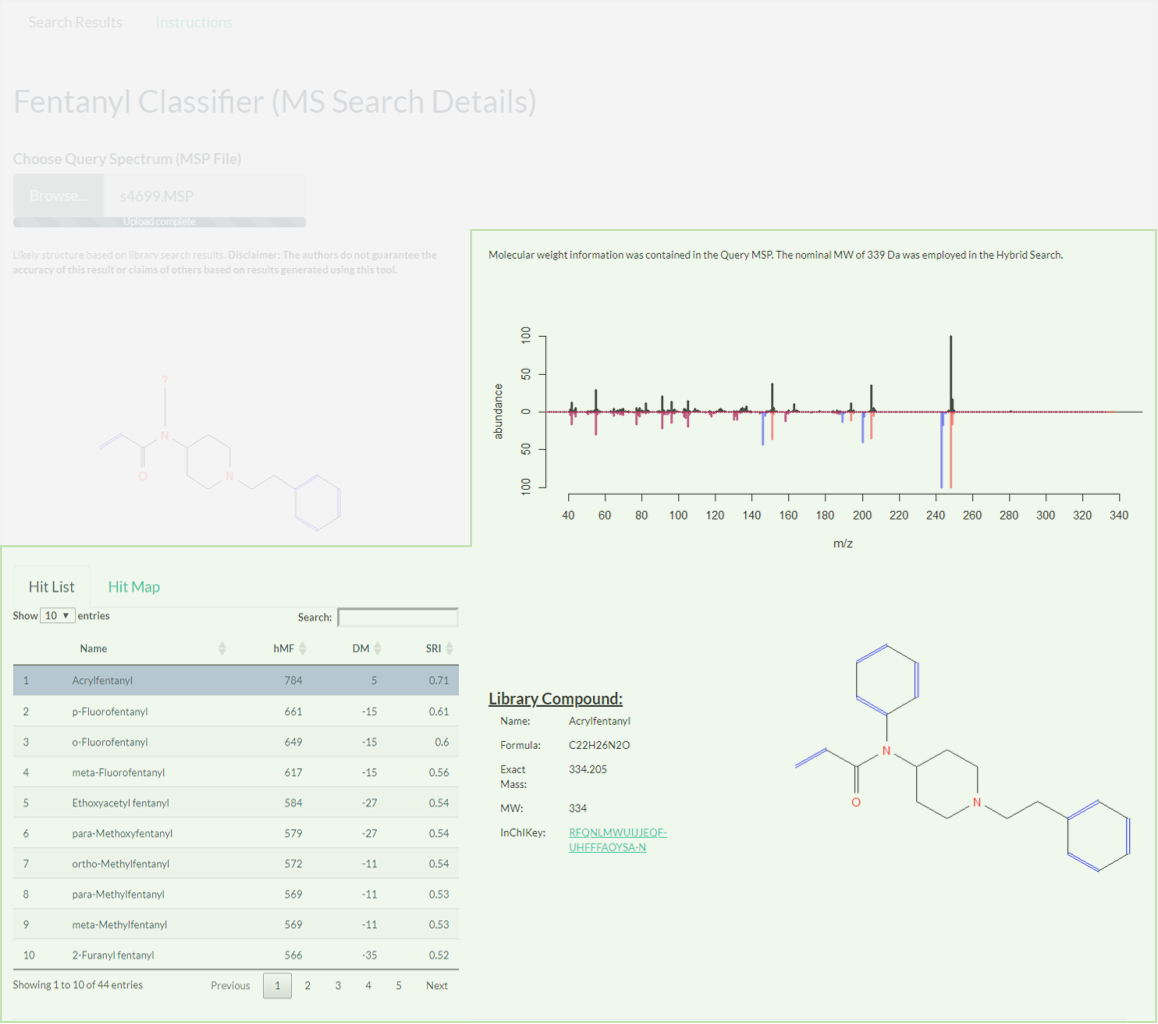 Search Results Instructions
Fentanyl Classifier (MS Search Details)
Choose Query Spectrum (MSP File)
Browse... s4699.MSP
Upload complete
Likely structure based on library search results. Disclaimer: The authors do not guarantee the
accuracy of this result or claims of others based on results generated using this tool.
?
N
O
N
Molecular weight information was contained in the Query MSP. The nominal MW of 339 Da was employed in the Hybrid Search.
100
50
0
50
100
abundance
40 60 80 100 120 140 160 180 200 220 240 260 280 300 320 340
m/z
Hit List Hit Map
Show 10 entries Search:
Name hMF DM SRI
1 Acrylfentanyl 784 5 0.71
2 p-Fluorofentanyl 661 -15 0.61
3 o-Fluorofentanyl 649 -15 0.6
4 meta-Fluorofentanyl 617 -15 0.56
5 Ethoxyacetyl fentanyl 584 -27 0.54
6 para-Methoxyfentanyl 579 -27 0.54
7 ortho-Methylfentanyl 572 -11 0.54
8 para-Methylfentanyl 569 -11 0.53
9 meta-Methylfentanyl 569 -11 0.53
10 2-Furanyl fentanyl 566 -35 0.52
Showing 1 to 10 of 44 entries Previous 1 2 3 4 5 Next
Library Compound:
Name: Acrylfentanyl
Formula: C22H26N2O
Exact 334.205
Mass:
MW: 334
InChIKey: RFQNLMWUIJJEQF-
UHFFFAOYSA-N
N
O
N